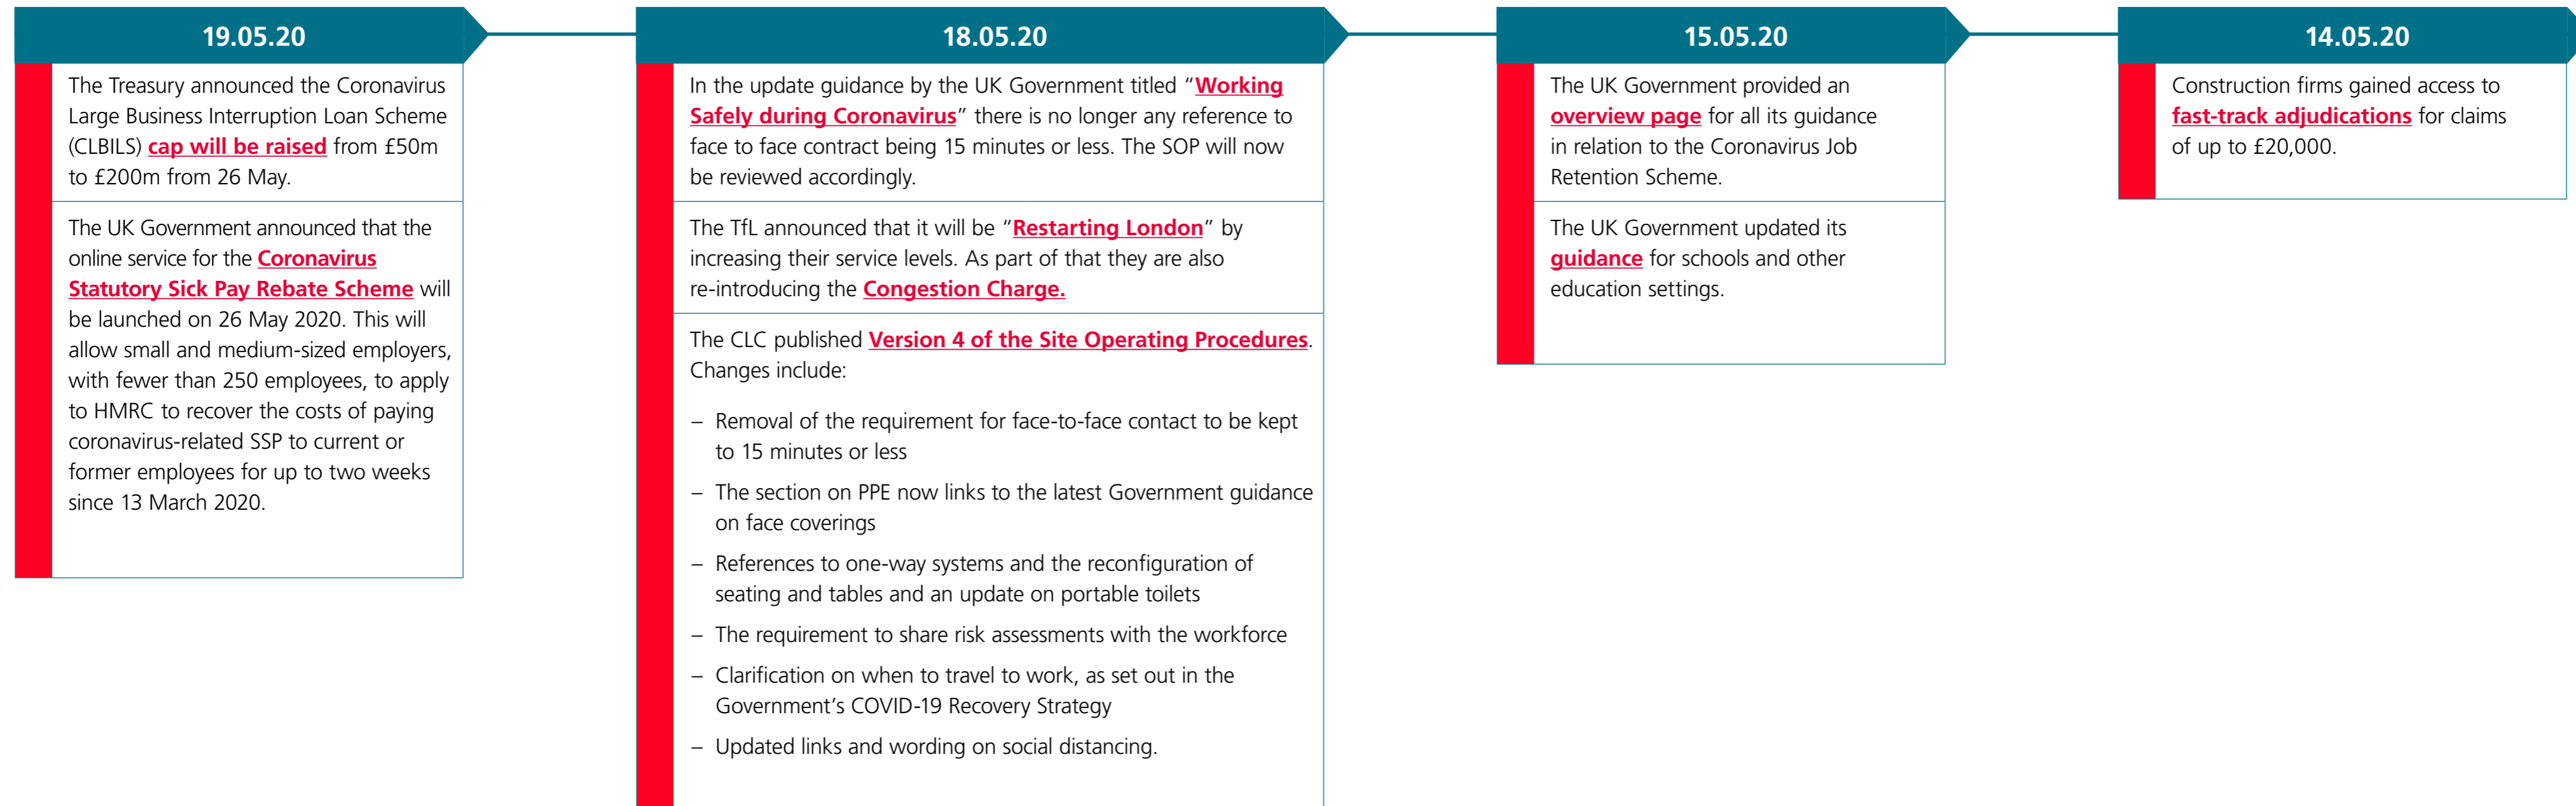 19.05.20
The Treasury announced the Coronavirus
Large Business Interruption Loan Scheme
(CLBILS) cap will be raised from £50m
to £200m from 26 May.
The UK Government announced that the
online service for the Coronavirus
Statutory Sick Pay Rebate Scheme will
be launched on 26 May 2020. This will
allow small and medium-sized employers,
with fewer than 250 employees, to apply
to HMRC to recover the costs of paying
coronavirus-related SSP to current or
former employees for up to two weeks
since 13 March 2020.
18.05.20
In the update guidance by the UK Government titled “Working
Safely during Coronavirus” there is no longer any reference to
face to face contract being 15 minutes or less. The SOP will now
be reviewed accordingly.
The TfL announced that it will be “Restarting London” by
increasing their service levels. As part of that they are also
re-introducing the Congestion Charge.
The CLC published Version 4 of the Site Operating Procedures.
Changes include:
– Removal of the requirement for face-to-face contact to be kept
to 15 minutes or less
– The section on PPE now links to the latest Government guidance
on face coverings
– References to one-way systems and the reconfiguration of
seating and tables and an update on portable toilets
– The requirement to share risk assessments with the workforce
– Clarification on when to travel to work, as set out in the
Government’s COVID-19 Recovery Strategy
– Updated links and wording on social distancing.
15.05.20
The UK Government provided an
overview page for all its guidance
in relation to the Coronavirus Job
Retention Scheme.
The UK Government updated its
guidance for schools and other
education settings.
14.05.20
Construction firms gained access to
fast-track adjudications for claims
of up to £20,000.